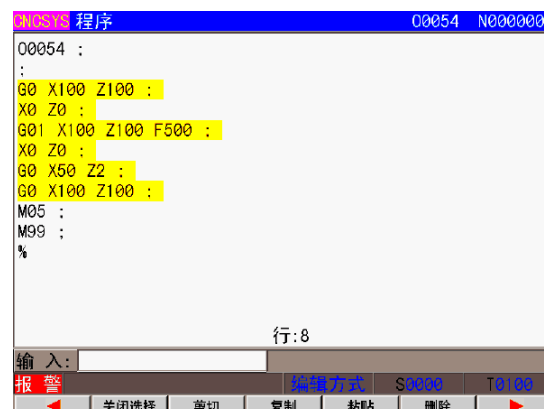 CNCSYS 程序 O0054 N000000
O0054 ;
;
G0 X100 Z100 ;
X0 Z0 ;
G01 X100 Z100 F500 ;
X0 Z0 ;
G0 X50 Z2 ;
G0 X100 Z100 ;
M05 ;
M99 ;
%
行:8
输 入:
报 警 编辑方式 S0000 T0100
关闭选择 剪切 复制 粘贴 删除